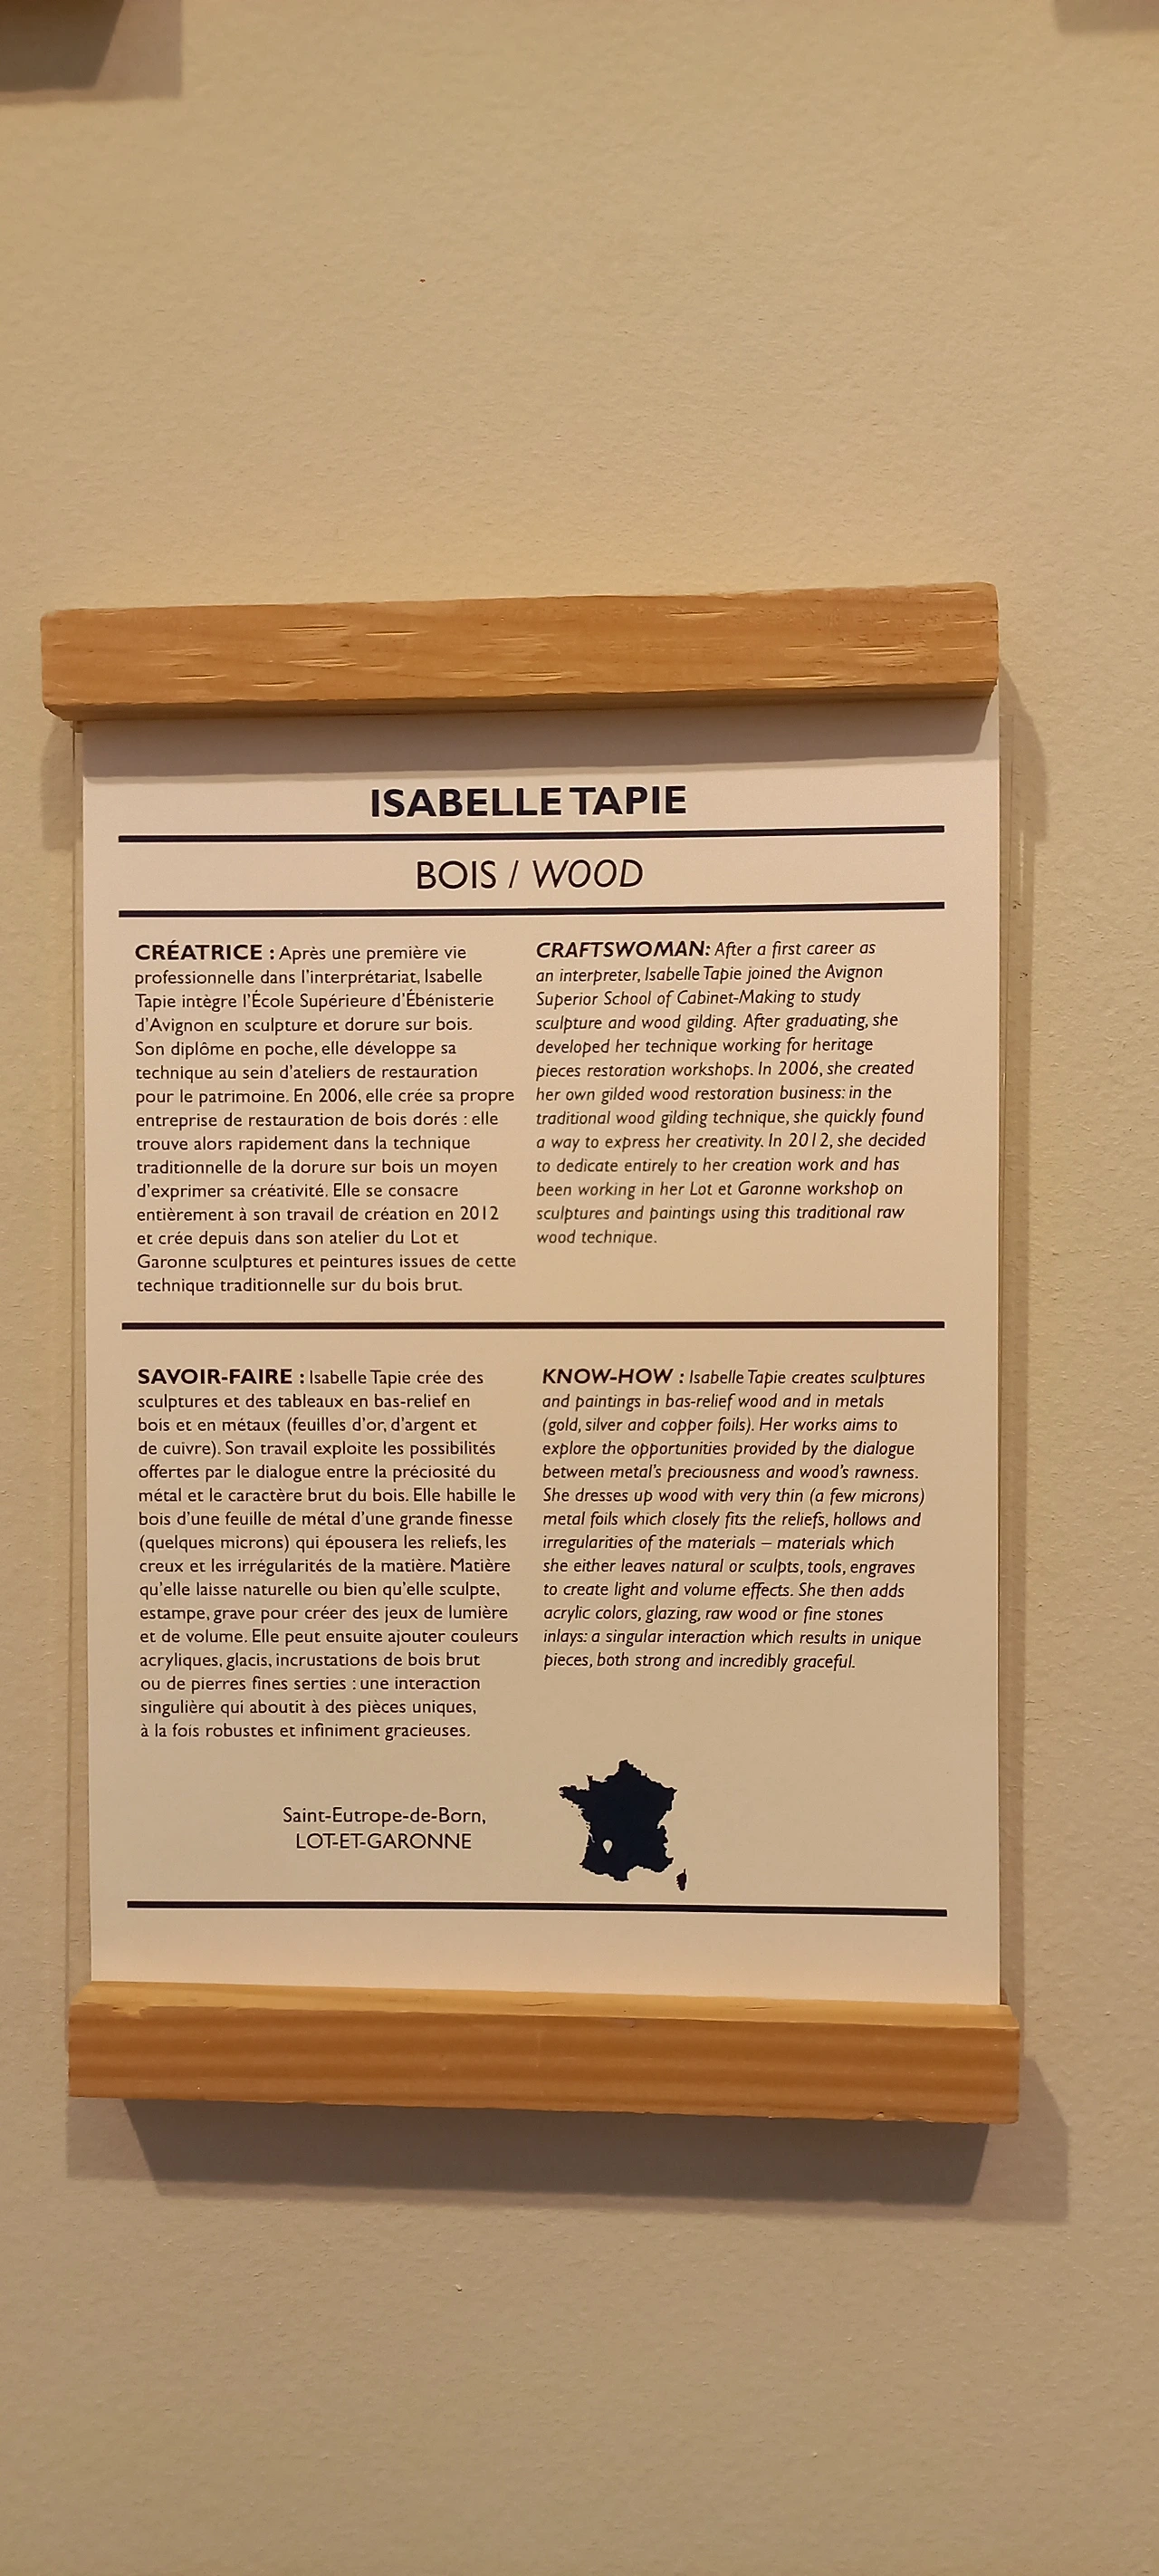 ISABELLE TAPIE
BOIS / WOOD
CRÉATRICE : Après une première vie
professionnelle dans l'interprétariat, Isabelle
Tapie intègre l'École Supérieure d'Ébénisterie
d'Avignon en sculpture et dorure sur bois.
Son diplôme en poche, elle développe sa
technique au sein d'ateliers de restauration
pour le patrimoine. En 2006, elle crée sa propre
entreprise de restauration de bois dorés : elle
trouve alors rapidement dans la technique
traditionnelle de la dorure sur bois un moyen
d'exprimer sa créativité. Elle se consacre
entièrement à son travail de création en 2012
et crée depuis dans son atelier du Lot et
Garonne sculptures et peintures issues de cette
technique traditionnelle sur du bois brut.
CRAFTSWOMAN: After a first career as
an interpreter, Isabelle Tapie joined the Avignon
Superior School of Cabinet-Making to study
sculpture and wood gilding. After graduating, she
developed her technique working for heritage
pieces restoration workshops. In 2006, she created
her own gilded wood restoration business: in the
traditional wood gilding technique, she quickly found
a way to express her creativity. In 2012, she decided
to dedicate entirely to her creation work and has
been working in her Lot et Garonne workshop on
sculptures and paintings using this traditional raw
wood technique.
SAVOIR-FAIRE : Isabelle Tapie crée des
sculptures et des tableaux en bas-relief en
bois et en métaux (feuilles d'or, d'argent et
de cuivre). Son travail exploite les possibilités
offertes par le dialogue entre la préciosité du
métal et le caractère brut du bois. Elle habille le
bois d'une feuille de métal d'une grande finesse
(quelques microns) qui épousera les reliefs, les
creux et les irrégularités de la matière. Matière
qu'elle laisse naturelle ou bien qu'elle sculpte,
estampe, grave pour créer des jeux de lumière
et de volume. Elle peut ensuite ajouter couleurs
acryliques, glacis, incrustations de bois brut
ou de pierres fines serties : une interaction
singulière qui aboutit à des pièces uniques,
à la fois robustes et infiniment gracieuses.
KNOW-HOW : Isabelle Tapie creates sculptures
and paintings in bas-relief wood and in metals
(gold, silver and copper foils). Her works aims to
explore the opportunities provided by the dialogue
between metal's preciousness and wood's rawness.
She dresses up wood with very thin (a few microns)
metal foils which closely fits the reliefs, hollows and
irregularities of the materials – materials which
she either leaves natural or sculpts, tools, engraves
to create light and volume effects. She then adds
acrylic colors, glazing, raw wood or fine stones
inlays: a singular interaction which results in unique
pieces, both strong and incredibly graceful.
Saint-Eutrope-de-Born,
LOT-ET-GARONNE